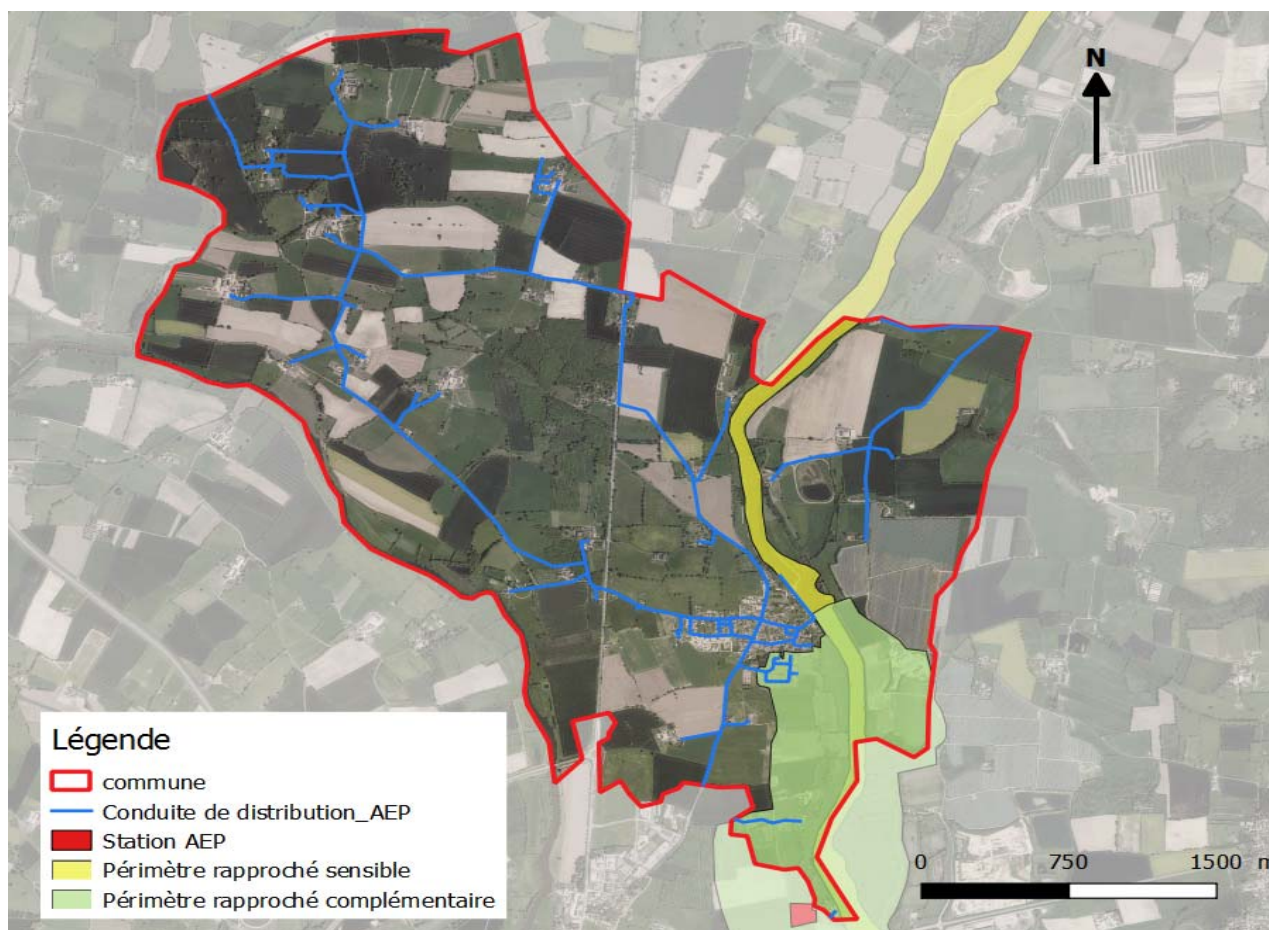 N
Légende
commune
Conduite de distribution_AEP
Station AEP
Périmètre rapproché sensible
Périmètre rapproché complémentaire
0 750 1500 m